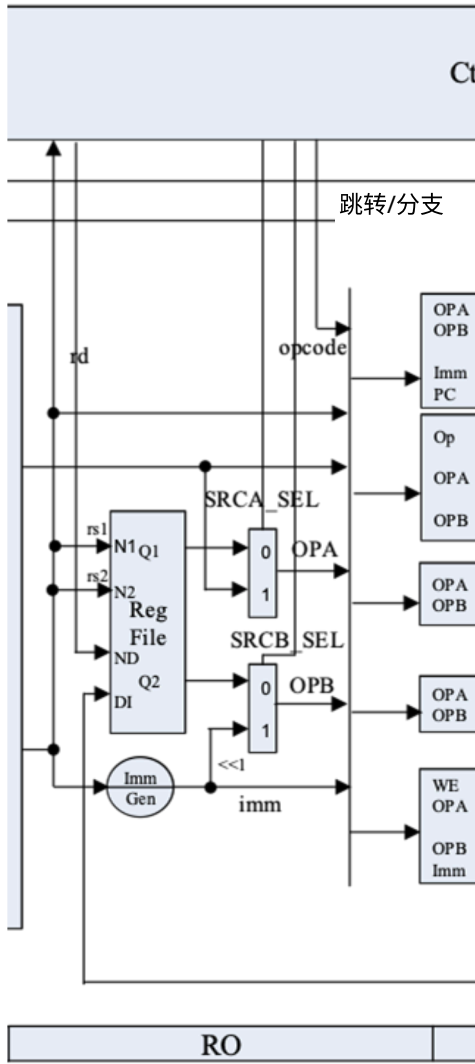 Ct
跳转/分支
rd
opcode
OPA
OPB
Imm
PC
Op
OPA
OPB
SRCA_SEL
rs1
N1
Q1
0
OPA
1
rs2
N2
Reg
File
OPA
OPB
SRCB_SEL
ND
Q2
0
OPB
DI
1
OPA
OPB
<<1
Imm
Gen
imm
WE
OPA
OPB
Imm
RO